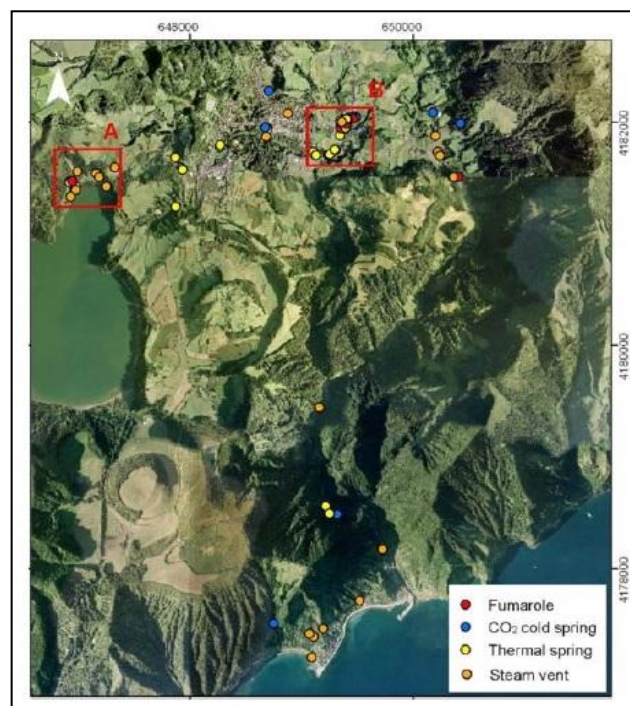 648000 650000
A
B
4182000
4180000
4178000
Fumarole
CO₂ cold spring
Thermal spring
Steam vent